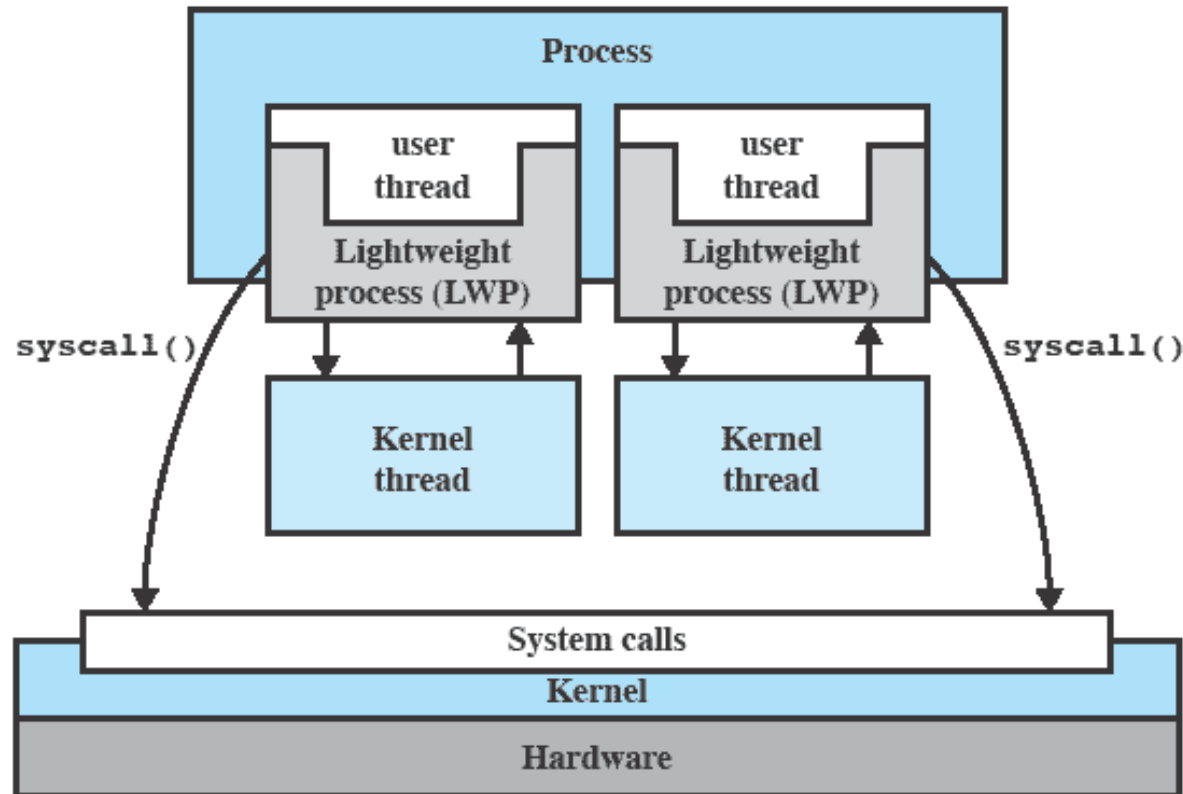 Process
user
thread
user
thread
Lightweight
process (LWP)
Lightweight
process (LWP)
syscall()
syscall()
Kernel
thread
Kernel
thread
System calls
Kernel
Hardware